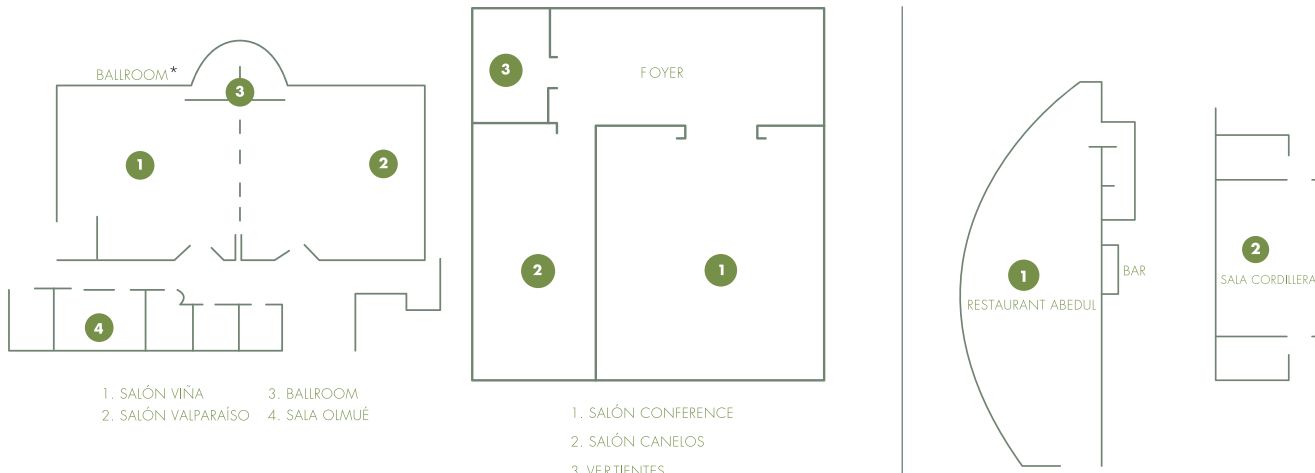 BALLROOM*
3
1
2
4
1. SALÓN VIÑA
2. SALÓN VALPARAÍSO
3. BALLROOM
4. SALA OLMUÉ
3
FOYER
2
1
1. SALÓN CONFERENCE
2. SALÓN CANELOS
3. VERTIENTES
1
RESTAURANT ABEDUL
BAR
2
SALA CORDILLERA